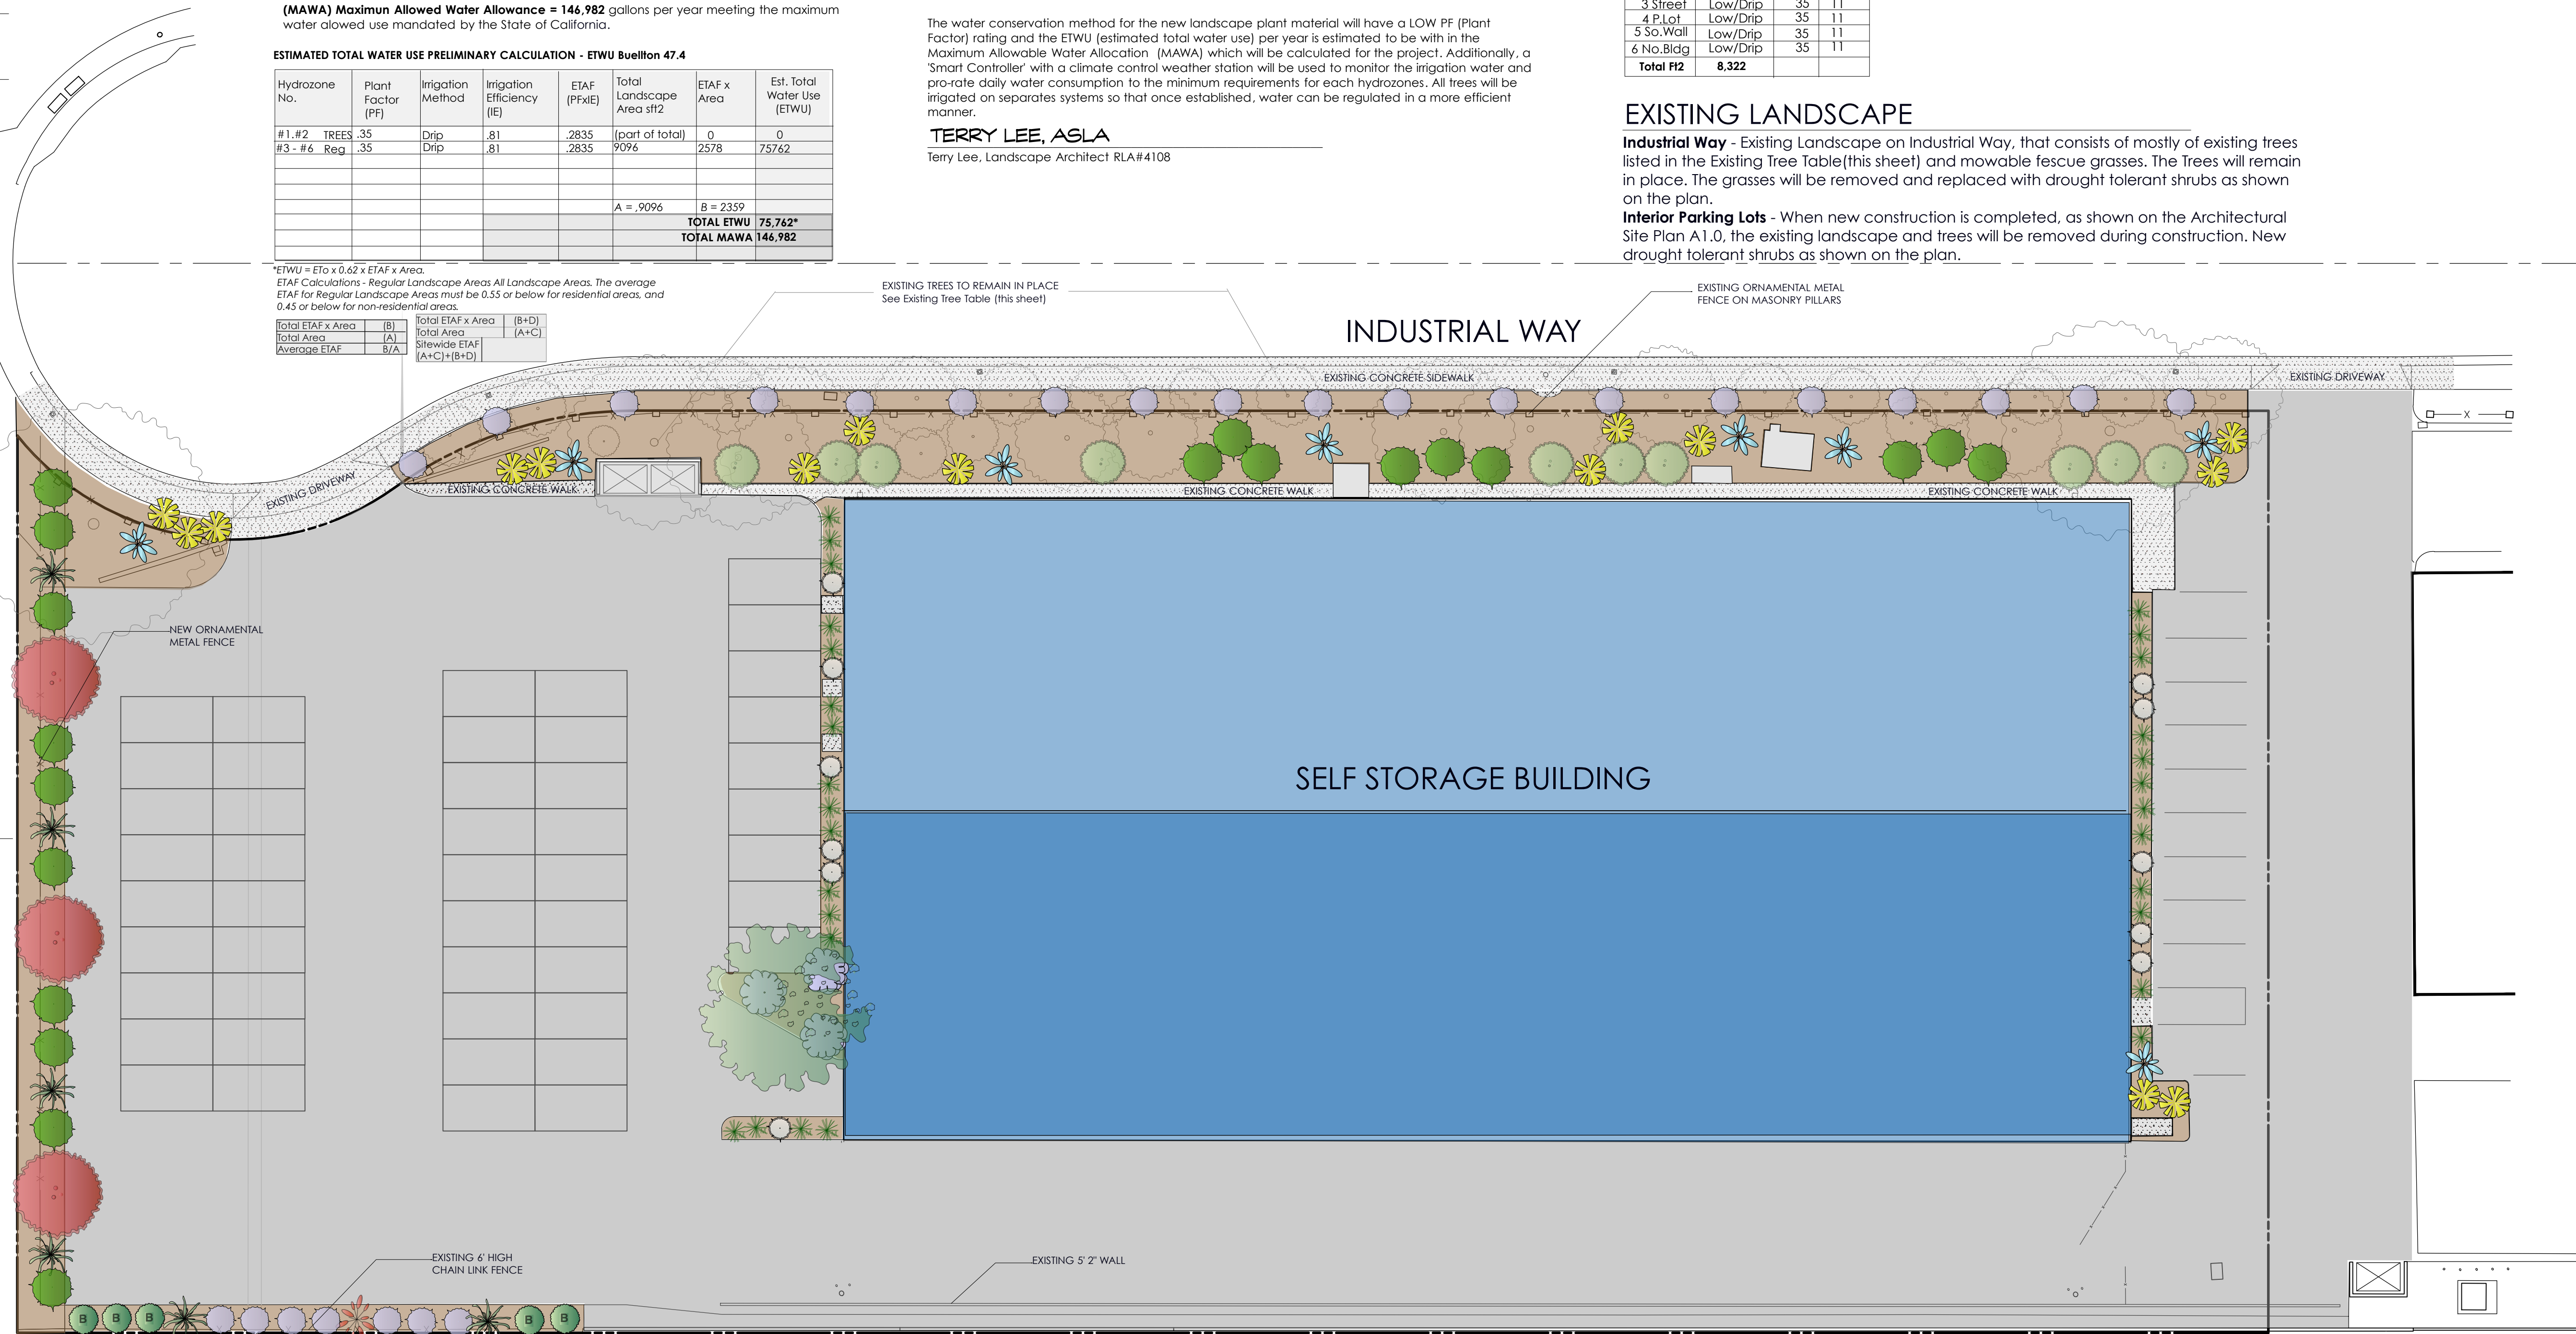 (MAWA) Maximun Allowed Water Allowance = 146,982 gallons per year meeting the maximum
water alowed use mandated by the State of California.
ESTIMATED TOTAL WATER USE PRELIMINARY CALCULATION - ETWU Buellton 47.4
Hydrozone No. Plant Factor (PF) Irrigation Method Irrigation Efficiency (IE) ETAF (PFxIE) Total Landscape Area sft2 ETAF x Area Est. Total Water Use (ETWU)
#1.#2 TREES .35 Drip .81 .2835 (part of total) 0 0
#3 - #6 Reg .35 Drip .81 .2835 9096 2578 75762
A = ,9096 B = 2359
TOTAL ETWU 75,762*
TOTAL MAWA 146,982
*ETWU = ETo x 0.62 x ETAF x Area.
ETAF Calculations - Regular Landscape Areas All Landscape Areas. The average
ETAF for Regular Landscape Areas must be 0.55 or below for residential areas, and
0.45 or below for non-residential areas.
Total ETAF x Area (B)
Total Area (A)
Average ETAF B/A
Total ETAF x Area (B+D)
Total Area (A+C)
Sitewide ETAF
(A+C)+(B+D)
The water conservation method for the new landscape plant material will have a LOW PF (Plant
Factor) rating and the ETWU (estimated total water use) per year is estimated to be with in the
Maximum Allowable Water Allocation (MAWA) which will be calculated for the project. Additionally, a
'Smart Controller' with a climate control weather station will be used to monitor the irrigation water and
pro-rate daily water consumption to the minimum requirements for each hydrozones. All trees will be
irrigated on separates systems so that once established, water can be regulated in a more efficient
manner.
TERRY LEE, ASLA
Terry Lee, Landscape Architect RLA#4108
3 Street Low/Drip 35 11
4 P.Lot Low/Drip 35 11
5 So.Wall Low/Drip 35 11
6 No.Bldg Low/Drip 35 11
Total Ft2 8,322
EXISTING LANDSCAPE
Industrial Way - Existing Landscape on Industrial Way, that consists of mostly of existing trees
listed in the Existing Tree Table(this sheet) and mowable fescue grasses. The Trees will remain
in place. The grasses will be removed and replaced with drought tolerant shrubs as shown
on the plan.
Interior Parking Lots - When new construction is completed, as shown on the Architectural
Site Plan A1.0, the existing landscape and trees will be removed during construction. New
drought tolerant shrubs as shown on the plan.
EXISTING TREES TO REMAIN IN PLACE
See Existing Tree Table (this sheet)
EXISTING ORNAMENTAL METAL
FENCE ON MASONRY PILLARS
INDUSTRIAL WAY
EXISTING CONCRETE SIDEWALK
EXISTING DRIVEWAY
X
EXISTING DRIVEWAY
EXISTING CONCRETE WALK
EXISTING CONCRETE WALK
EXISTING CONCRETE WALK
NEW ORNAMENTAL
METAL FENCE
SELF STORAGE BUILDING
EXISTING 6' HIGH
CHAIN LINK FENCE
EXISTING 5' 2" WALL
B B B B B